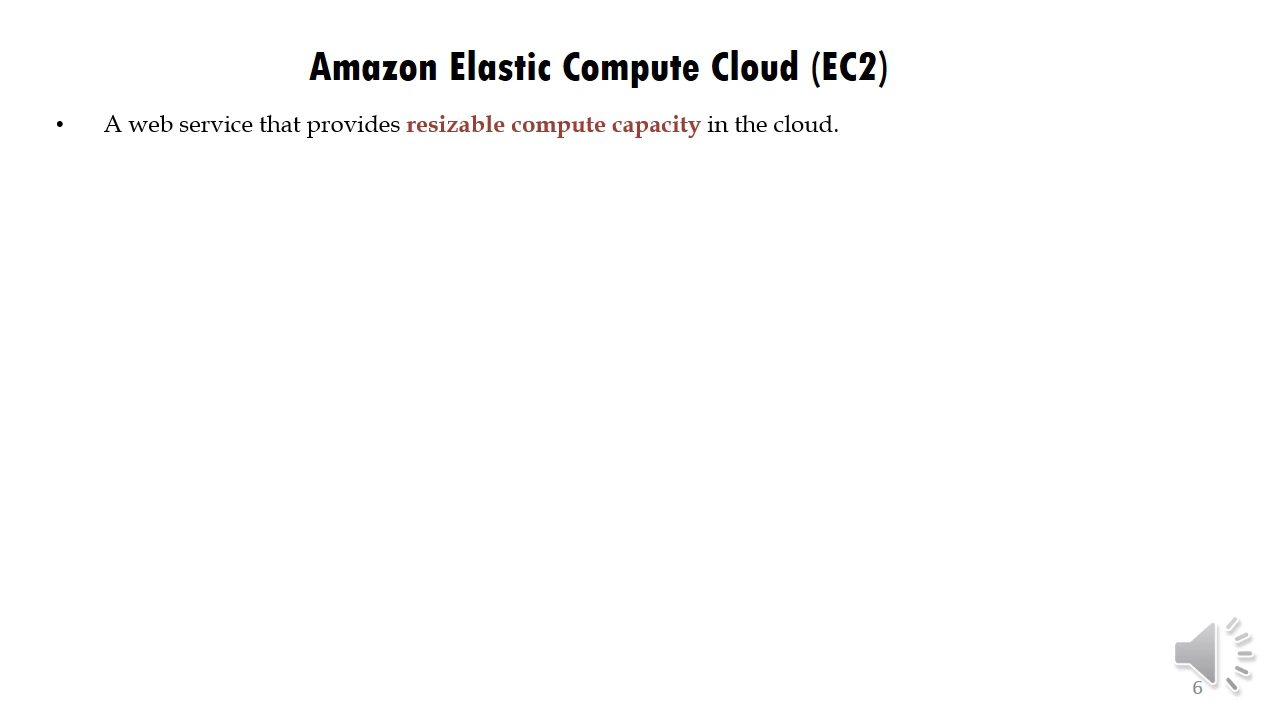 Amazon Elastic Compute Cloud (EC2)
• A web service that provides resizable compute capacity in the cloud.
6